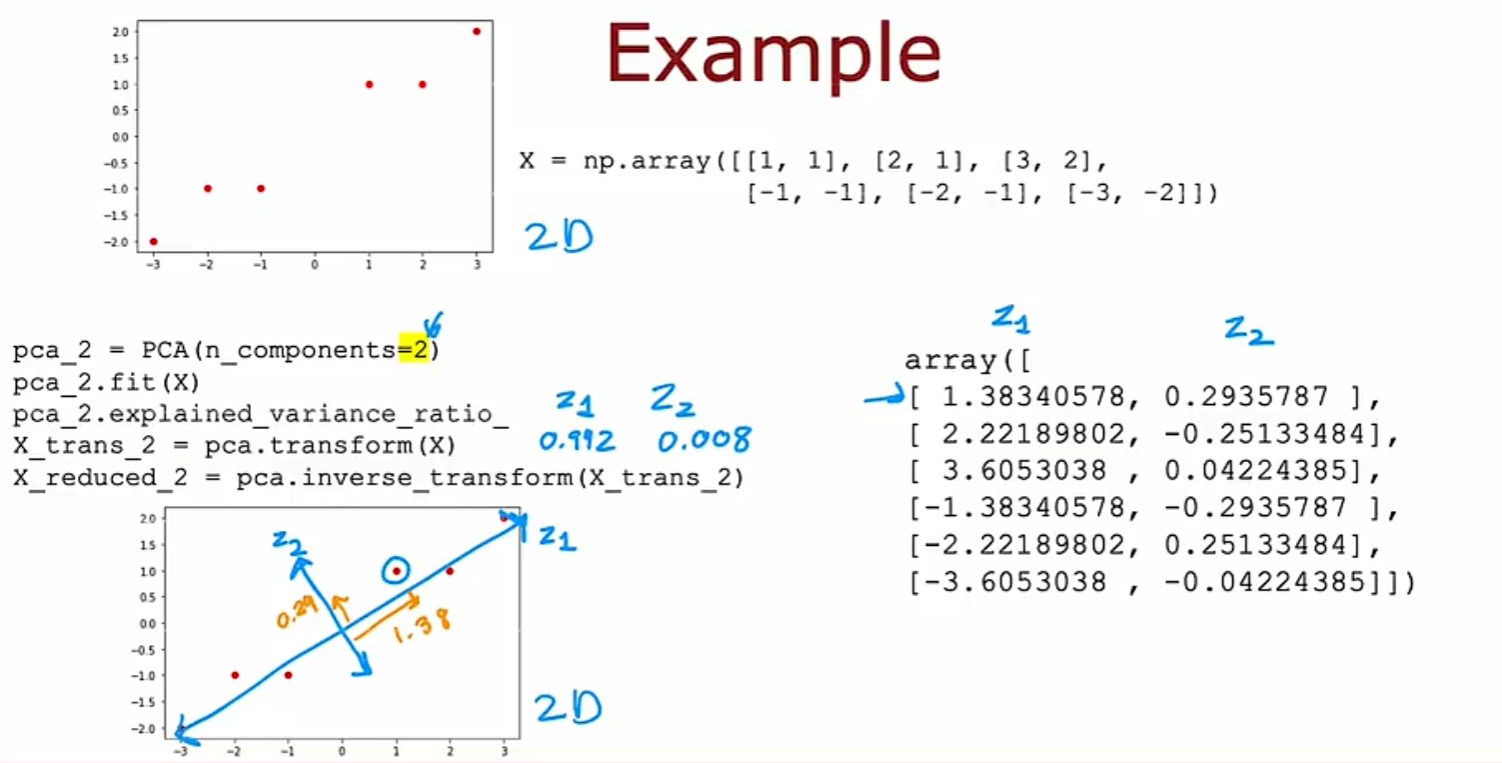 Example
2.0
1.5
1.0
0.5
0.0
−0.5
−1.0
−1.5
−2.0
−3 −2 −1 0 1 2 3
X = np.array([[1, 1], [2, 1], [3, 2],
[-1, -1], [-2, -1], [-3, -2]])
2D
pca_2 = PCA(n_components=2)
pca_2.fit(X)
pca_2.explained_variance_ratio_
X_trans_2 = pca.transform(X)
X_reduced_2 = pca.inverse_transform(X_trans_2)
z1 z2
0.992 0.008
z1 z2
array([
[ 1.38340578, 0.2935787 ],
[ 2.22189802, -0.25133484],
[ 3.6053038 , 0.04224385],
[-1.38340578, -0.2935787 ],
[-2.22189802, 0.25133484],
[-3.6053038 , -0.04224385]])
2.0
1.5
1.0
0.5
0.0
−0.5
−1.0
−1.5
−2.0
−3 −2 −1 0 1 2 3
z2
z1
0.29
1.38
2D